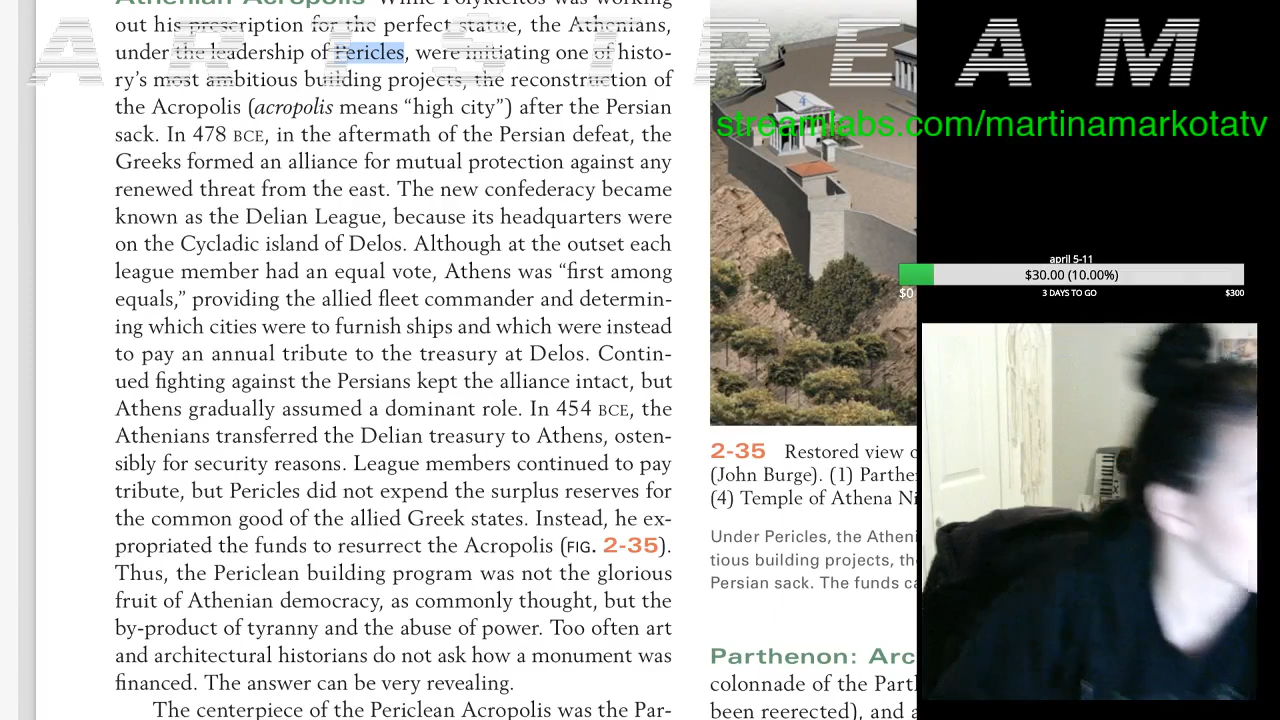 Athenian Acropolis While Polykleitos was working
out his prescription for the perfect statue, the Athenians,
under the leadership of Pericles, were initiating one of histo-
ry’s most ambitious building projects, the reconstruction of
the Acropolis (acropolis means “high city”) after the Persian
sack. In 478 BCE, in the aftermath of the Persian defeat, the
Greeks formed an alliance for mutual protection against any
renewed threat from the east. The new confederacy became
known as the Delian League, because its headquarters were
on the Cycladic island of Delos. Although at the outset each
league member had an equal vote, Athens was “first among
equals,” providing the allied fleet commander and determin-
ing which cities were to furnish ships and which were instead
to pay an annual tribute to the treasury at Delos. Contin-
ued fighting against the Persians kept the alliance intact, but
Athens gradually assumed a dominant role. In 454 BCE, the
Athenians transferred the Delian treasury to Athens, osten-
sibly for security reasons. League members continued to pay
tribute, but Pericles did not expend the surplus reserves for
the common good of the allied Greek states. Instead, he ex-
propriated the funds to resurrect the Acropolis (FIG. 2-35).
Thus, the Periclean building program was not the glorious
fruit of Athenian democracy, as commonly thought, but the
by-product of tyranny and the abuse of power. Too often art
and architectural historians do not ask how a monument was
financed. The answer can be very revealing.
The centerpiece of the Periclean Acropolis was the Par-
4
2-35 Restored view o
(John Burge). (1) Parthe
(4) Temple of Athena Ni
Under Pericles, the Atheni
tious building projects, the
Persian sack. The funds ca
Parthenon: Arc
colonnade of the Parth
been reerected), and a
R E A M
streamlabs.com/martinamarkotatv
april 5-11
$30.00 (10.00%)
$0 3 DAYS TO GO $300